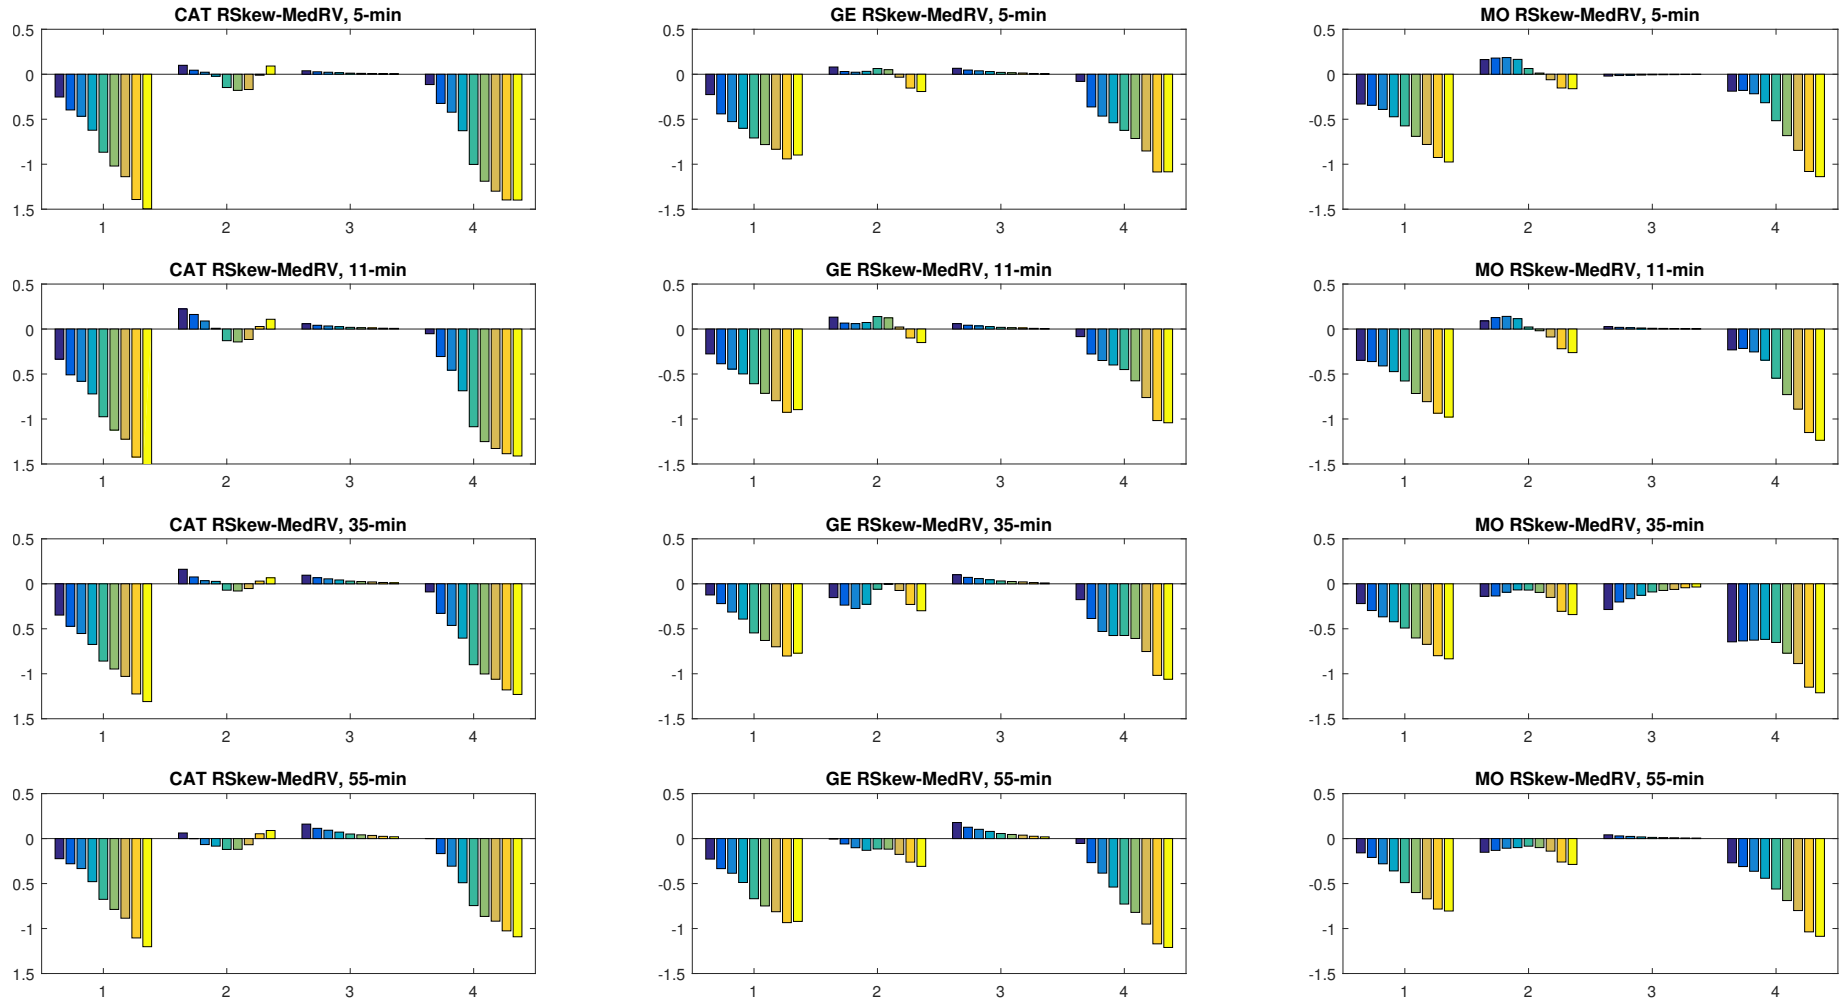 CAT RSkew-MedRV, 5-min
0.5
0
0.5
-1
1.5
1 2 3 4
GE RSkew-MedRV, 5-min
0.5
0
-0.5
-1
-1.5
1 2 3 4
MO RSkew-MedRV, 5-min
0.5
0
-0.5
-1
-1.5
1 2 3 4
CAT RSkew-MedRV, 11-min
0.5
0
0.5
-1
1.5
1 2 3 4
GE RSkew-MedRV, 11-min
0.5
0
-0.5
-1
-1.5
1 2 3 4
MO RSkew-MedRV, 11-min
0.5
0
-0.5
-1
-1.5
1 2 3 4
CAT RSkew-MedRV, 35-min
0.5
0
0.5
-1
1.5
1 2 3 4
GE RSkew-MedRV, 35-min
0.5
0
-0.5
-1
-1.5
1 2 3 4
MO RSkew-MedRV, 35-min
0.5
0
-0.5
-1
-1.5
1 2 3 4
CAT RSkew-MedRV, 55-min
0.5
0
0.5
-1
1.5
1 2 3 4
GE RSkew-MedRV, 55-min
0.5
0
-0.5
-1
-1.5
1 2 3 4
MO RSkew-MedRV, 55-min
0.5
0
-0.5
-1
-1.5
1 2 3 4